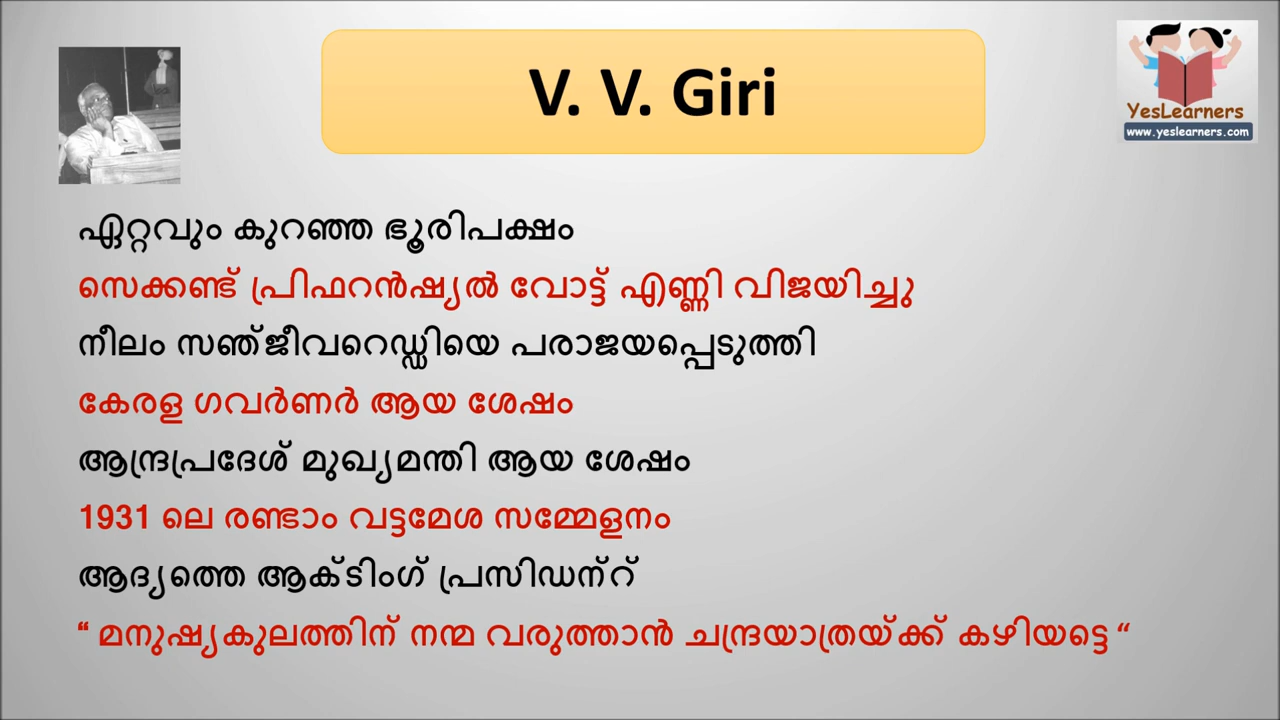 V. V. Giri
YesLearners
www.yeslearners.com
ഏറ്റവും കുറഞ്ഞ ഭൂരിപക്ഷം
സെക്കണ്ട് പ്രിഫറൻഷ്യൽ വോട്ട് എണ്ണി വിജയിച്ചു
നീലം സഞ്ജീവറെഡ്ഡിയെ പരാജയപ്പെടുത്തി
കേരള ഗവർണർ ആയ ശേഷം
ആന്ദ്രപ്രദേശ് മുഖ്യമന്തി ആയ ശേഷം
1931 ലെ രണ്ടാം വട്ടമേശ സമ്മേളനം
ആദ്യത്തെ ആക്ടിംഗ് പ്രസിഡന്റ്
“ മനുഷ്യകുലത്തിന് നന്മ വരുത്താൻ ചന്ദ്രയാത്രയ്ക്ക് കഴിയട്ടെ “